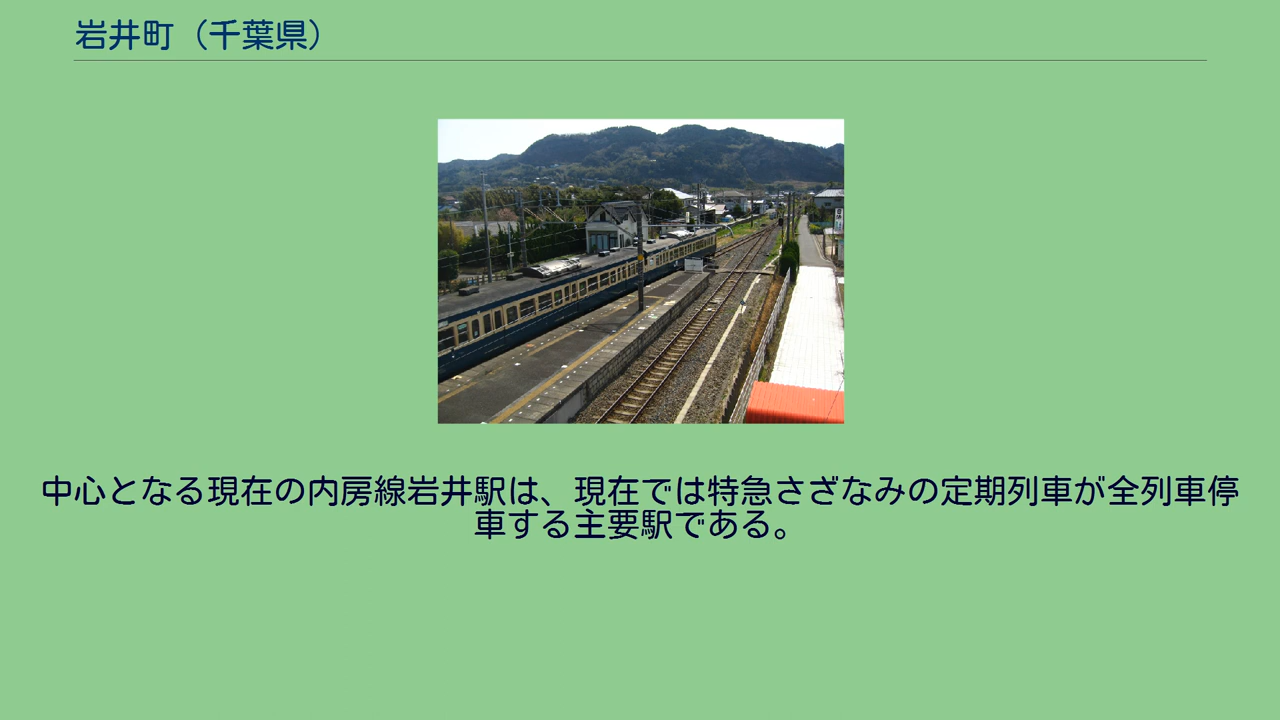 岩井町（千葉県）
中心となる現在の内房線岩井駅は、現在では特急さざなみの定期列車が全列車停
車する主要駅である。